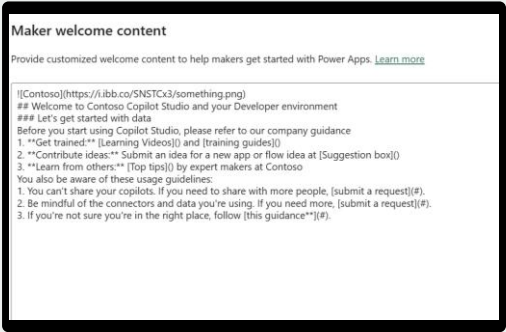 Maker welcome content
Provide customized welcome content to help makers get started with Power Apps. Learn more
![Contoso](https://i.ibb.co/SNSTCx3/something.png)
## Welcome to Contoso Copilot Studio and your Developer environment
### Let's get started with data
Before you start using Copilot Studio, please refer to our company guidance
1. **Get trained:** [Learning Videos]() and [training guides]()
2. **Contribute ideas:** Submit an idea for a new app or flow idea at [Suggestion box]()
3. **Learn from others:** [Top tips]() by expert makers at Contoso
You also be aware of these usage guidelines:
1. You can't share your copilots. If you need to share with more people, [submit a request](#).
2. Be mindful of the connectors and data you're using. If you need more, [submit a request](#).
3. If you're not sure you're in the right place, follow [this guidance**](#).